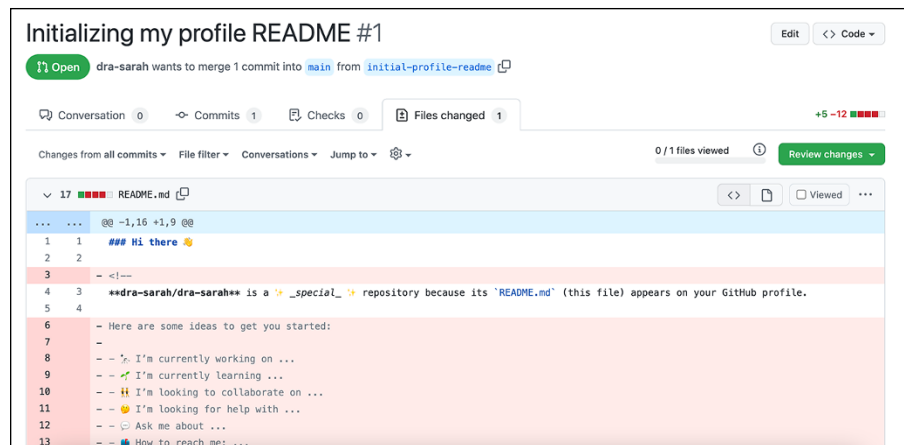 Initializing my profile README #1
Edit
<> Code
Open
dra-sarah wants to merge 1 commit into main from initial-profile-readme
Conversation 0
Commits 1
Checks 0
Files changed 1
+5 −12
Changes from all commits
File filter
Conversations
Jump to
0 / 1 files viewed
Review changes
17 README.md
<>
Viewed
...
... ... @@ -1,16 +1,9 @@
1 1 ### Hi there 👋
2 2
3 - <!--
4 3 **dra-sarah/dra-sarah** is a ✨ _special_ ✨ repository because its `README.md` (this file) appears on your GitHub profile.
5 4
6 - Here are some ideas to get you started:
7 -
8 - - 🔭 I'm currently working on ...
9 - - 🌱 I'm currently learning ...
10 - - 👯 I'm looking to collaborate on ...
11 - - 🤔 I'm looking for help with ...
12 - - 💬 Ask me about ...
13 - - 📫 How to reach me: ...